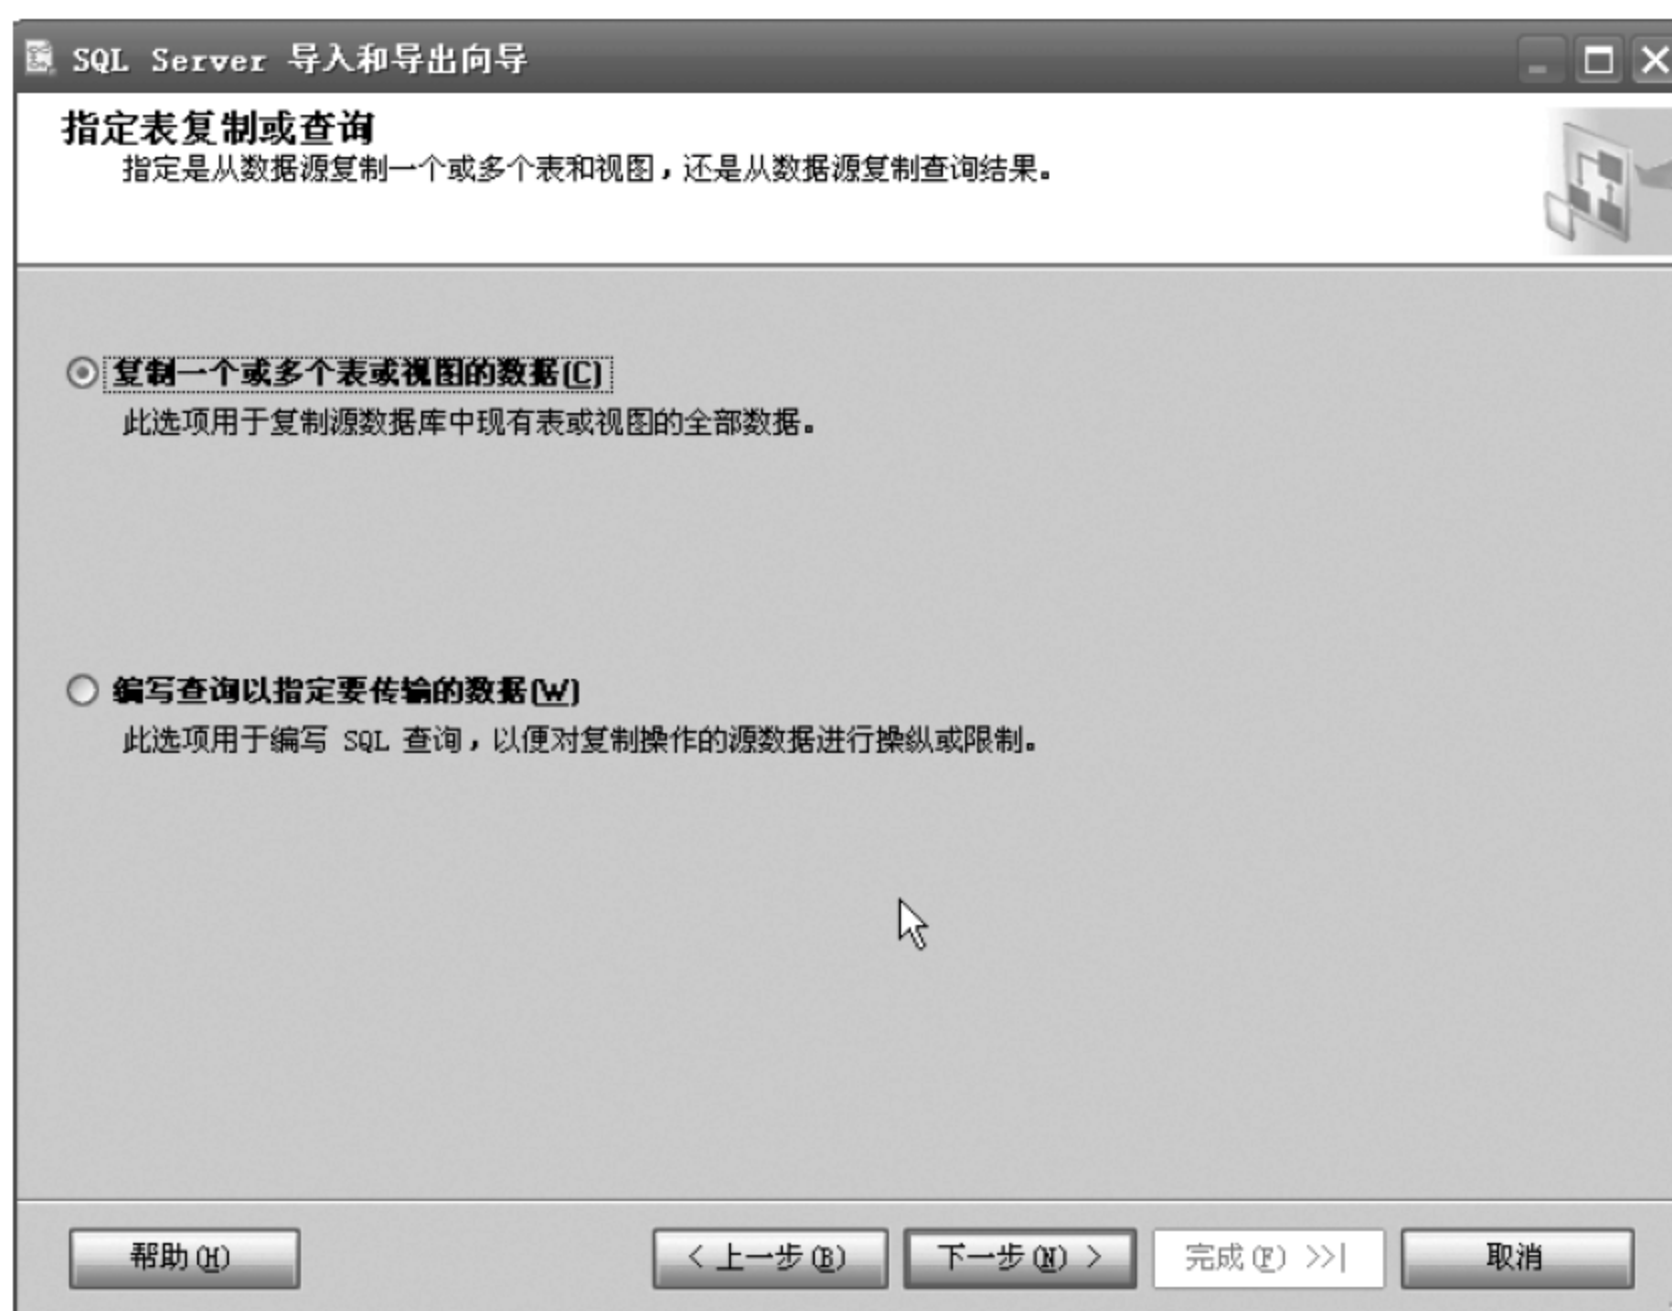 SQL Server 导入和导出向导
指定表复制或查询
指定是从数据源复制一个或多个表和视图，还是从数据源复制查询结果。
复制一个或多个表或视图的数据(C)
此选项用于复制源数据库中现有表或视图的全部数据。
编写查询以指定要传输的数据(W)
此选项用于编写 SQL 查询，以便对复制操作的源数据进行操纵或限制。
帮助(H)
< 上一步(B)
下一步(N) >
完成(F) >>|
取消